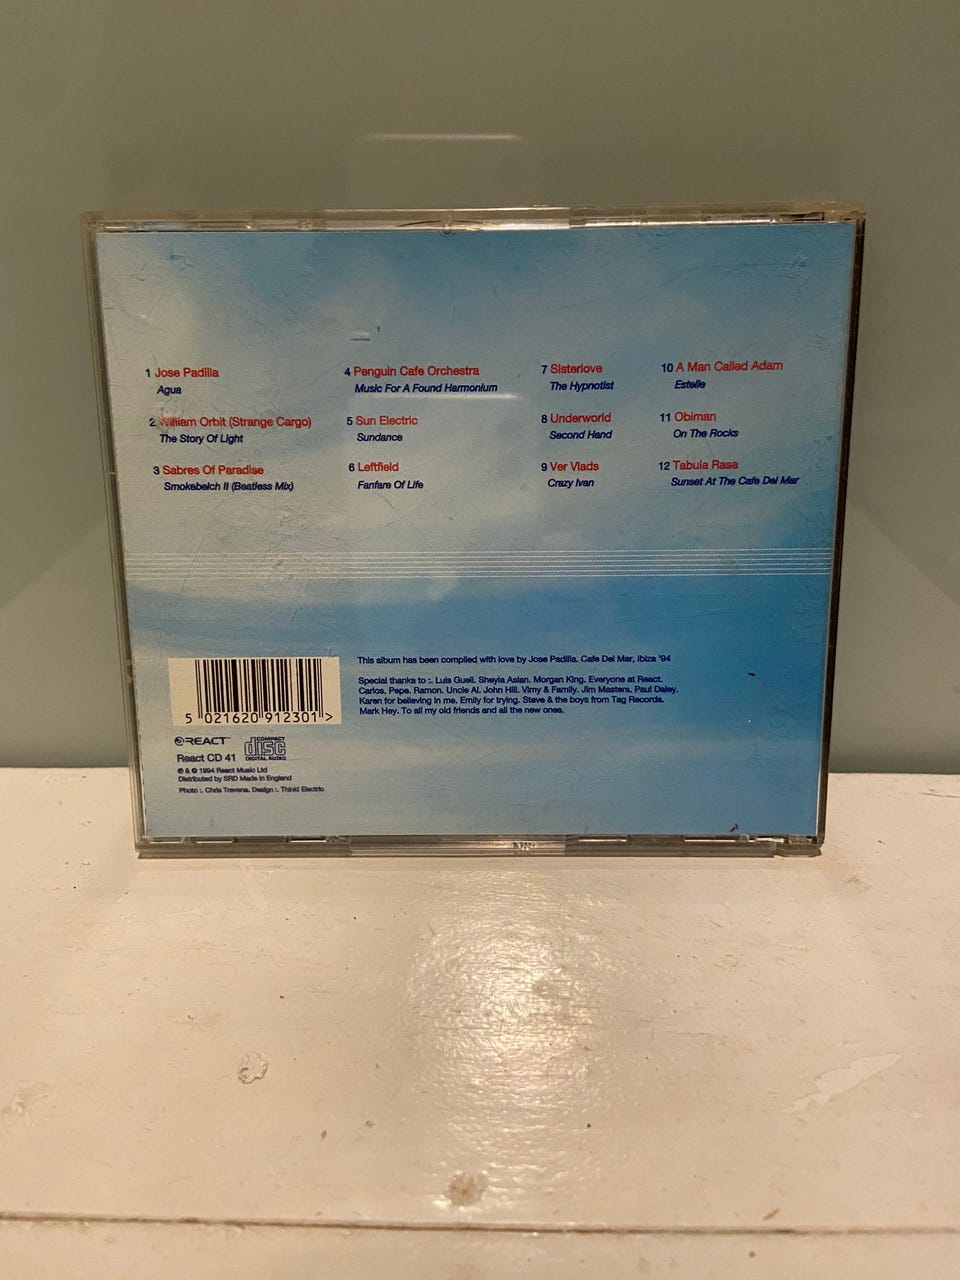 1 Jose Padilla
Agua
2 William Orbit (Strange Cargo)
The Story Of Light
3 Sabres Of Paradise
Smokebelch II (Beatless Mix)
4 Penguin Cafe Orchestra
Music For A Found Harmonium
5 Sun Electric
Sundance
6 Leftfield
Fanfare Of Life
7 Sisterlove
The Hypnotist
8 Underworld
Second Hand
9 Ver Vlads
Crazy Ivan
10 A Man Called Adam
Estelle
11 Obiman
On The Rocks
12 Tabula Rasa
Sunset At The Cafe Del Mar
This album has been compiled with love by Jose Padilla. Cafe Del Mar, Ibiza '94
Special thanks to :. Luis Guell. Sheyla Aslan. Morgan King. Everyone at React.
Carlos. Pepe. Ramon. Uncle Al. John Hill. Vimy & Family. Jim Masters. Paul Daley.
Karen for believing in me. Emily for trying. Steve & the boys from Tag Records.
Mark Hey. To all my old friends and all the new ones.
5 021620 912301 >
REACT™
COMPACT
disc
DIGITAL AUDIO
React CD 41
℗ & © 1994 React Music Ltd
Distributed by SRD Made in England
Photo :. Chris Trevena. Design :. Thinkl Electric